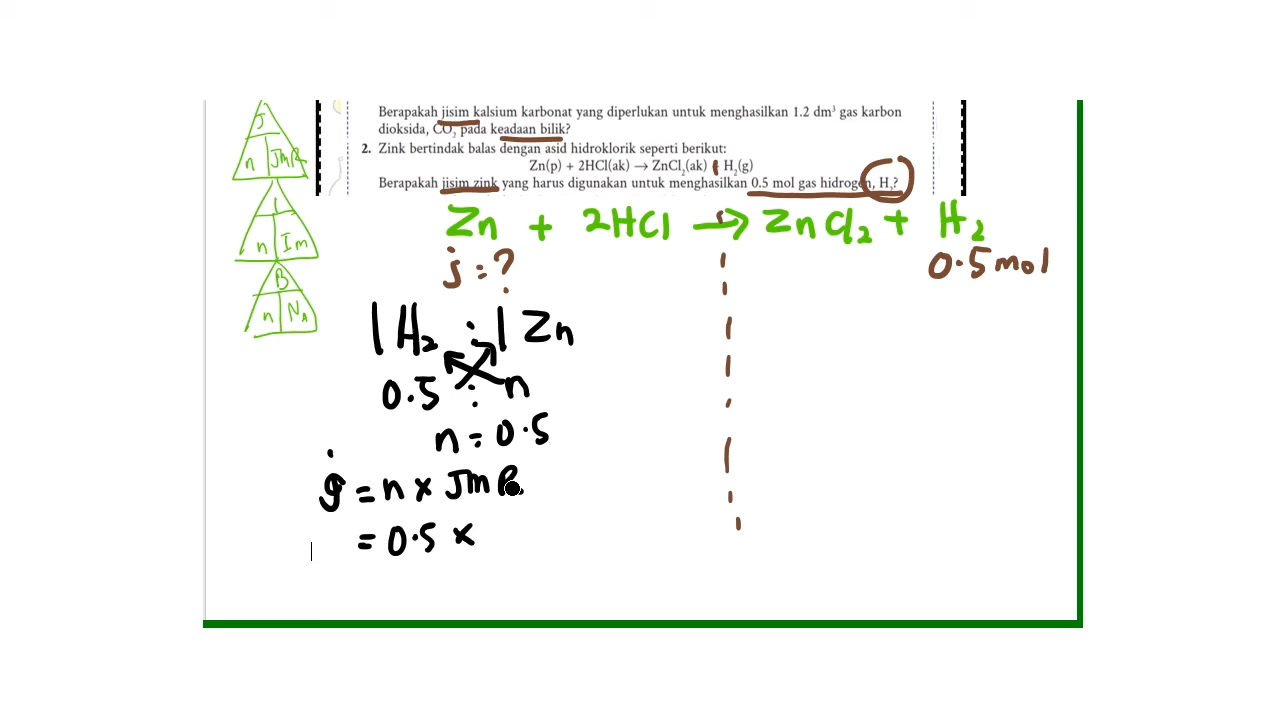 Berapakah jisim kalsium karbonat yang diperlukan untuk menghasilkan 1.2 dm³ gas karbon
dioksida, CO₂ pada keadaan bilik?
2. Zink bertindak balas dengan asid hidroklorik seperti berikut:
Zn(p) + 2HCl(ak) → ZnCl₂(ak) + H₂(g)
Berapakah jisim zink yang harus digunakan untuk menghasilkan 0.5 mol gas hidrogen, H₂?
J
n JmR
n Im
B
n NA
Zn + 2HCl → ZnCl₂ + H₂
j = ?
0.5 mol
1 H₂ : 1 Zn
0.5 : n
n = 0.5
j = n × JmR
= 0.5 ×